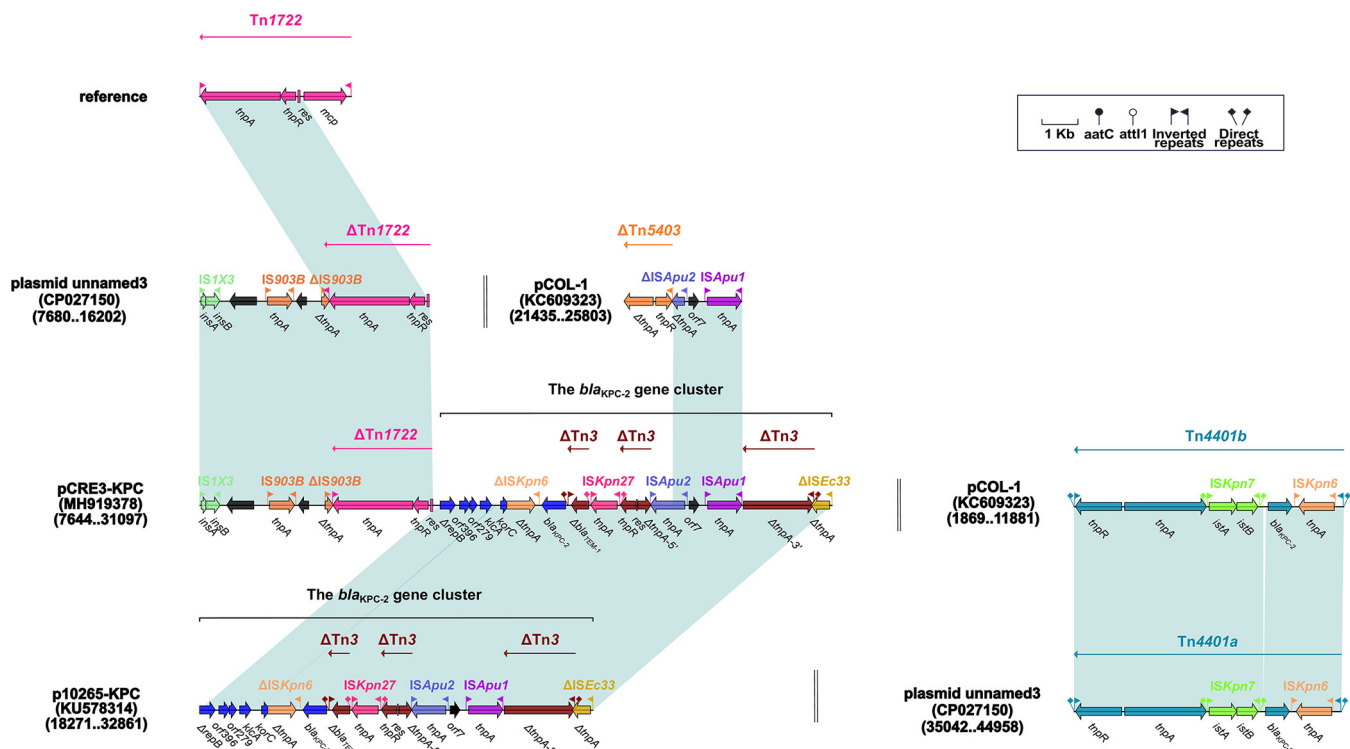 Tn1722
reference
tnpA
tnpR
res
mcp
1 Kb
aatC
attI1
Inverted repeats
Direct repeats
ΔTn1722
ΔTn5403
plasmid unnamed3
(CP027150)
(7680..16202)
IS1X3
IS903B
ΔIS903B
insA
insB
tnpA
ΔtnpA
tnpA
tnpR
res
pCOL-1
(KC609323)
(21435..25803)
ΔISApu2
ISApu1
ΔtnpA
tnpR
ΔtnpA
orf7
tnpA
The blaKPC-2 gene cluster
ΔTn1722
ΔTn3
ΔTn3
ΔTn3
Tn4401b
pCRE3-KPC
(MH919378)
(7644..31097)
IS1X3
IS903B
ΔIS903B
ΔISKpn6
ISKpn27
ISApu2
ISApu1
ΔISEc33
insA
insB
tnpA
ΔtnpA
tnpA
tnpR
res
ΔrepB
orf396
orf279
klcA
korC
ΔtnpA
blaKPC-2
ΔblaTEM-1
tnpA
tnpR
res
ΔtnpA-5'
tnpA
orf7
tnpA
ΔtnpA-3'
ΔtnpA
pCOL-1
(KC609323)
(1869..11881)
ISKpn7
ISKpn6
tnpR
tnpA
istA
istB
blaKPC-2
tnpA
The blaKPC-2 gene cluster
ΔTn3
ΔTn3
ΔTn3
Tn4401a
p10265-KPC
(KU578314)
(18271..32861)
ΔISKpn6
ISKpn27
ISApu2
ISApu1
ΔISEc33
ΔrepB
orf396
orf279
klcA
korC
ΔtnpA
tnpA
tnpR
res
tnpA
orf7
tnpA
ΔtnpA
plasmid unnamed3
(CP027150)
(35042..44958)
ISKpn7
ISKpn6
tnpR
tnpA
istA
istB
tnpA